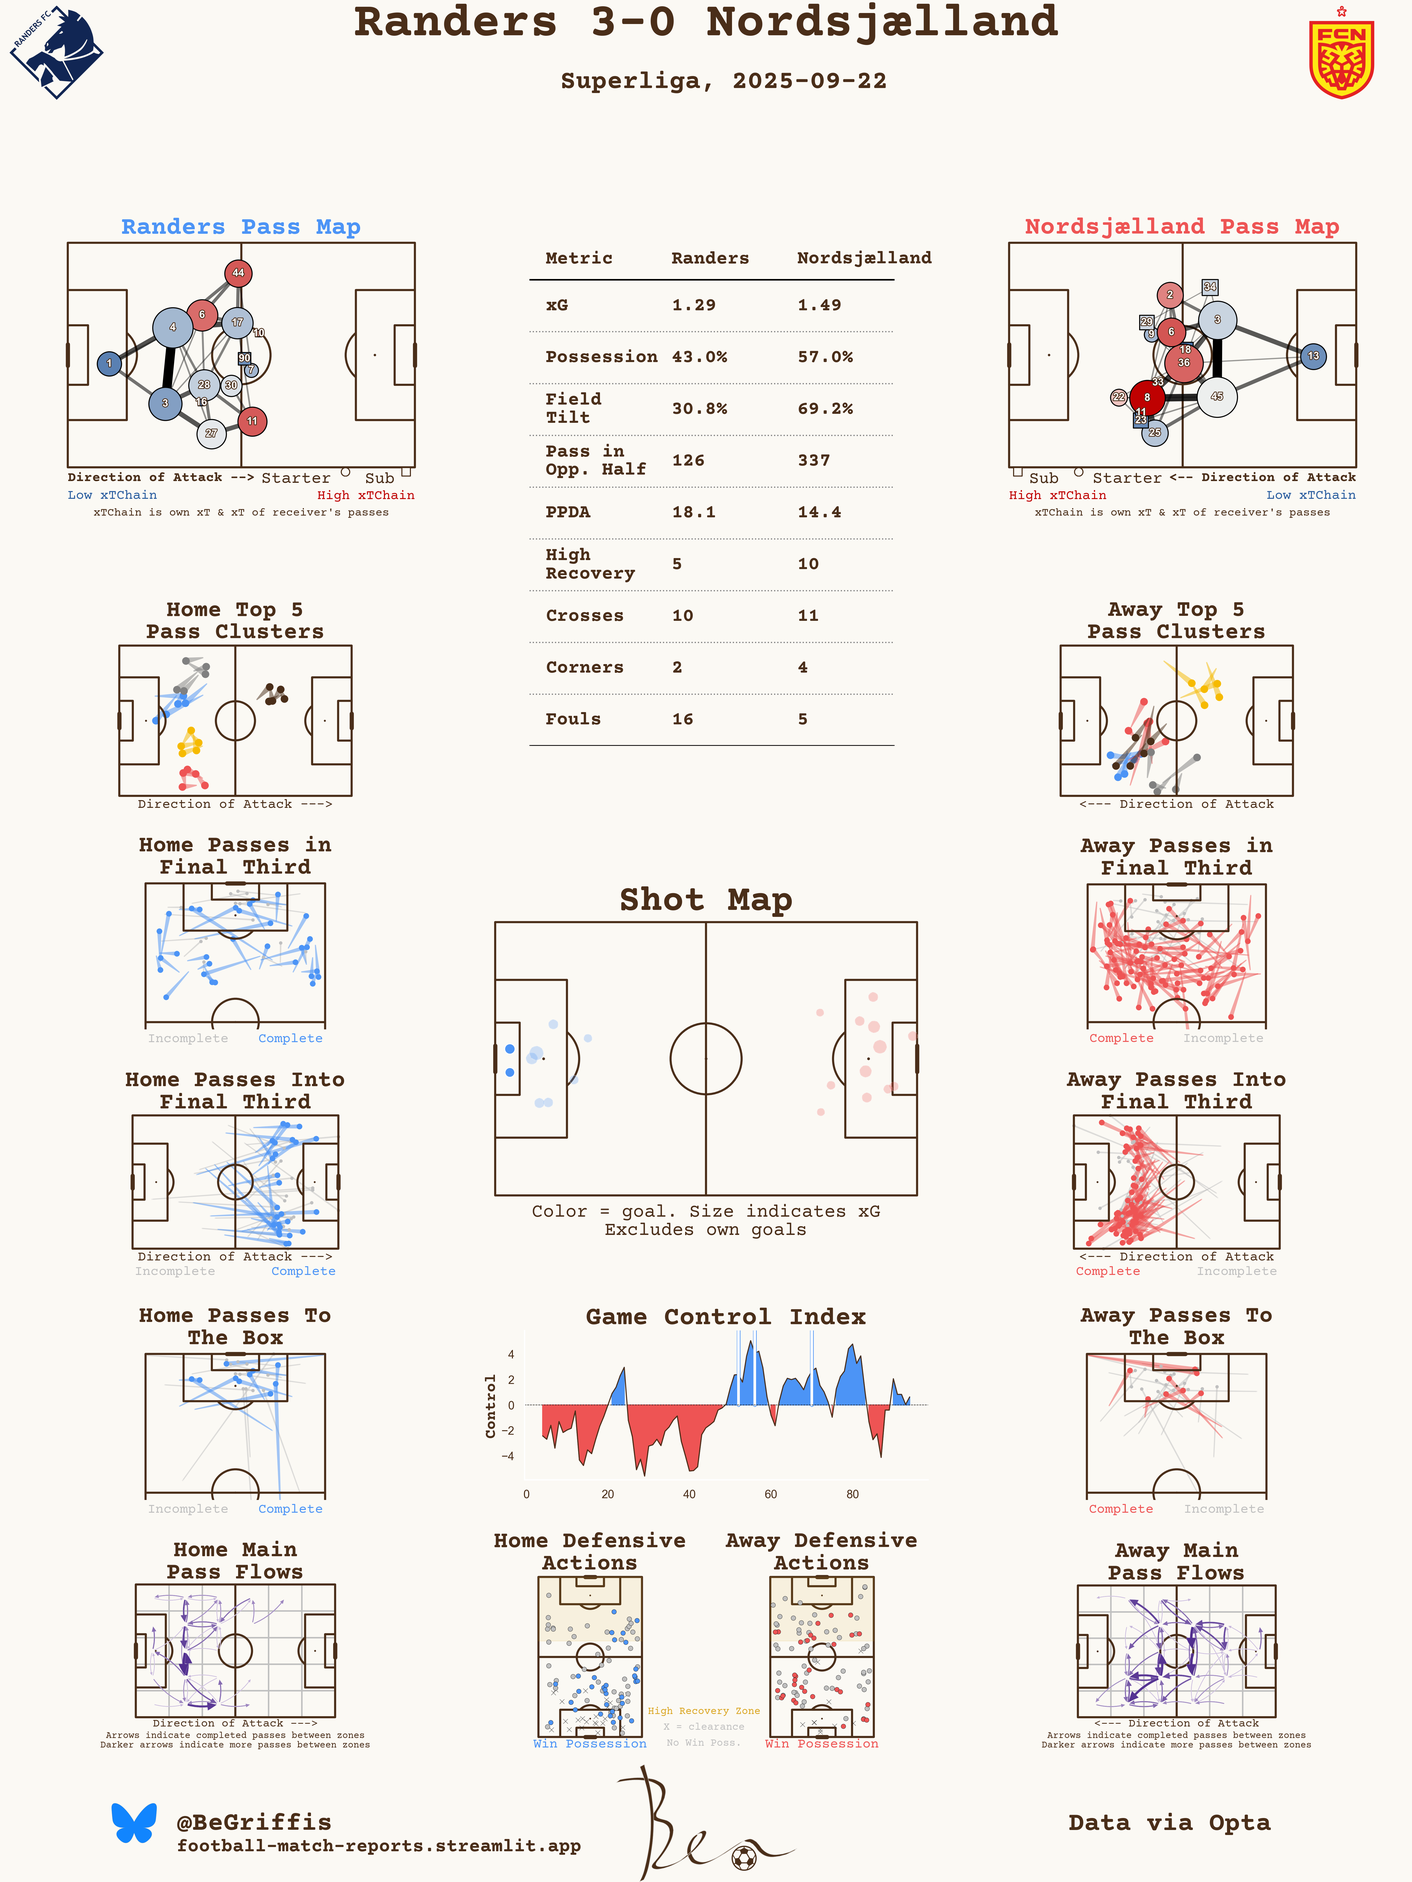 Randers 3-0 Nordsjælland
RANDERS FC
FCN
Superliga, 2025-09-22
Randers Pass Map
44
6
4
17
10
90
7
1
28
30
16
3
11
27
Direction of Attack --> Starter Sub
Low xTChain High xTChain
xTChain is own xT & xT of receiver's passes
Metric Randers Nordsjælland
xG 1.29 1.49
Possession 43.0% 57.0%
Field
Tilt 30.8% 69.2%
Pass in
Opp. Half 126 337
PPDA 18.1 14.4
High
Recovery 5 10
Crosses 10 11
Corners 2 4
Fouls 16 5
Nordsjælland Pass Map
34
2
29
3
9
6
18
36
13
33
22
8
45
11
23
25
Sub Starter <-- Direction of Attack
High xTChain Low xTChain
xTChain is own xT & xT of receiver's passes
Home Top 5
Pass Clusters
Direction of Attack --->
Away Top 5
Pass Clusters
<--- Direction of Attack
Home Passes in
Final Third
Incomplete Complete
Away Passes in
Final Third
Complete Incomplete
Shot Map
Color = goal. Size indicates xG
Excludes own goals
Home Passes Into
Final Third
Direction of Attack --->
Incomplete Complete
Away Passes Into
Final Third
<--- Direction of Attack
Complete Incomplete
Home Passes To
The Box
Incomplete Complete
Game Control Index
Control
4
2
0
−2
−4
0 20 40 60 80
Away Passes To
The Box
Complete Incomplete
Home Main
Pass Flows
Direction of Attack --->
Arrows indicate completed passes between zones
Darker arrows indicate more passes between zones
Home Defensive
Actions
Win Possession
High Recovery Zone
X = clearance
No Win Poss.
Away Defensive
Actions
Win Possession
Away Main
Pass Flows
<--- Direction of Attack
Arrows indicate completed passes between zones
Darker arrows indicate more passes between zones
@BeGriffis
football-match-reports.streamlit.app
Ben
Data via Opta